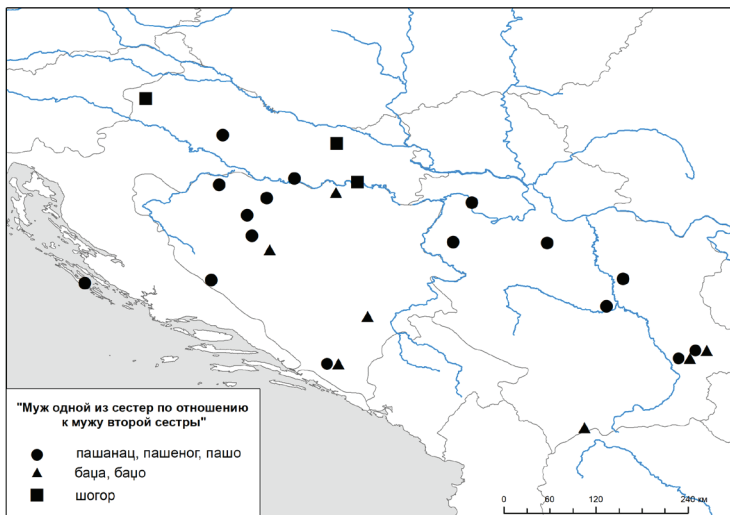 "Муж одной из сестер по отношению
к мужу второй сестры"
пашанац, пашеног, пашо
баџа, баџо
шогор
0 60 120 240 км